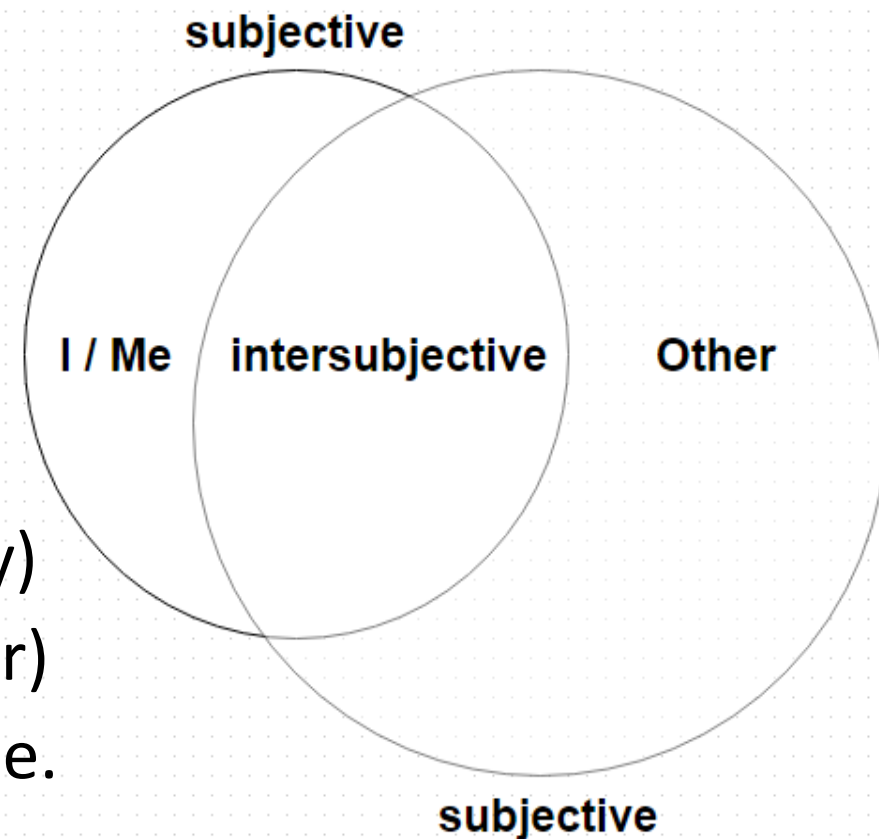 subjective
I / Me intersubjective Other
y)
r)
e.
subjective